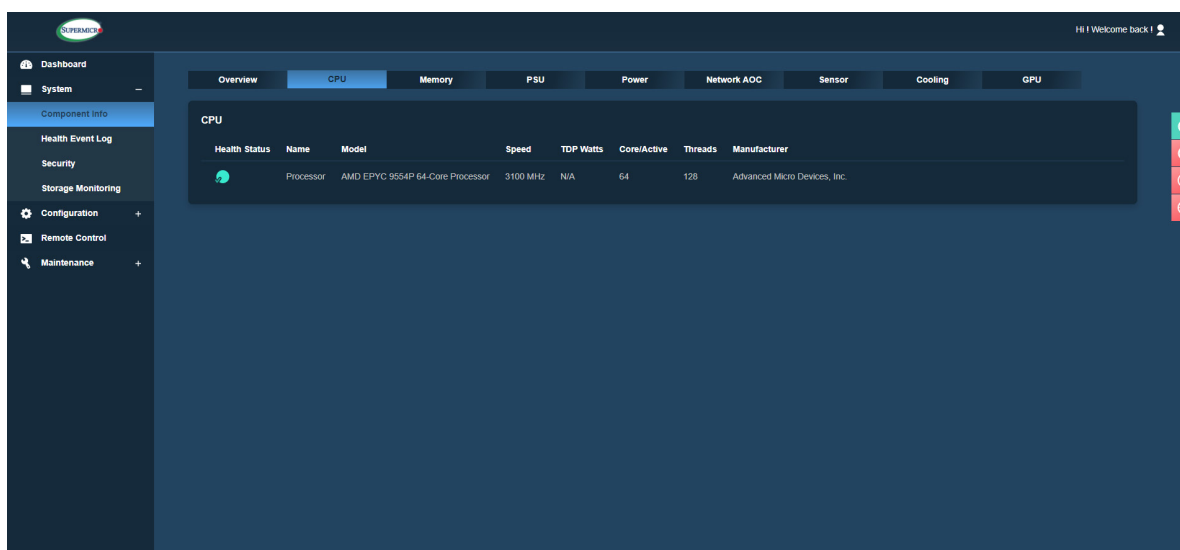 SUPERMICR
Hi ! Welcome back !
Dashboard
System
Component Info
Health Event Log
Security
Storage Monitoring
Configuration
Remote Control
Maintenance
Overview CPU Memory PSU Power Network AOC Sensor Cooling GPU
CPU
Health Status Name Model Speed TDP Watts Core/Active Threads Manufacturer
Processor AMD EPYC 9554P 64-Core Processor 3100 MHz N/A 64 128 Advanced Micro Devices, Inc.